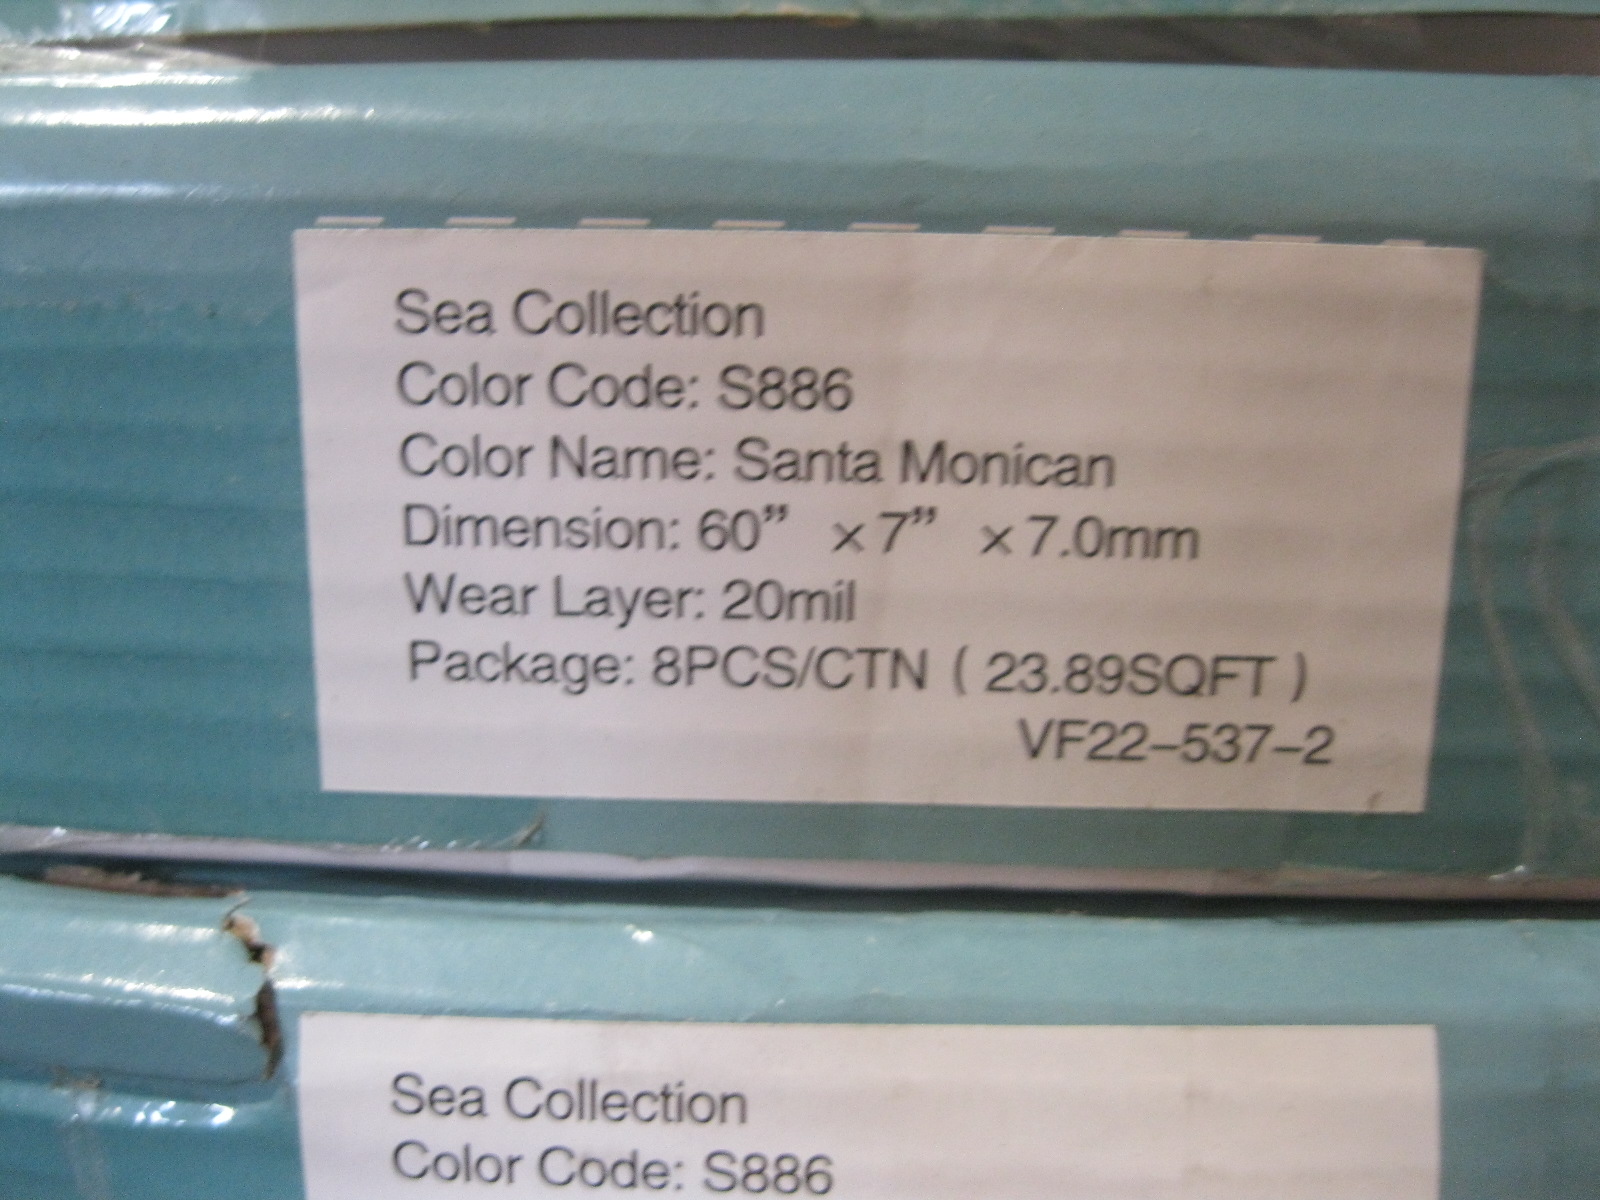 Sea Collection
Color Code: S886
Color Name: Santa Monican
Dimension: 60” ×7” ×7.0mm
Wear Layer: 20mil
Package: 8PCS/CTN ( 23.89SQFT )
VF22-537-2
Sea Collection
Color Code: S886